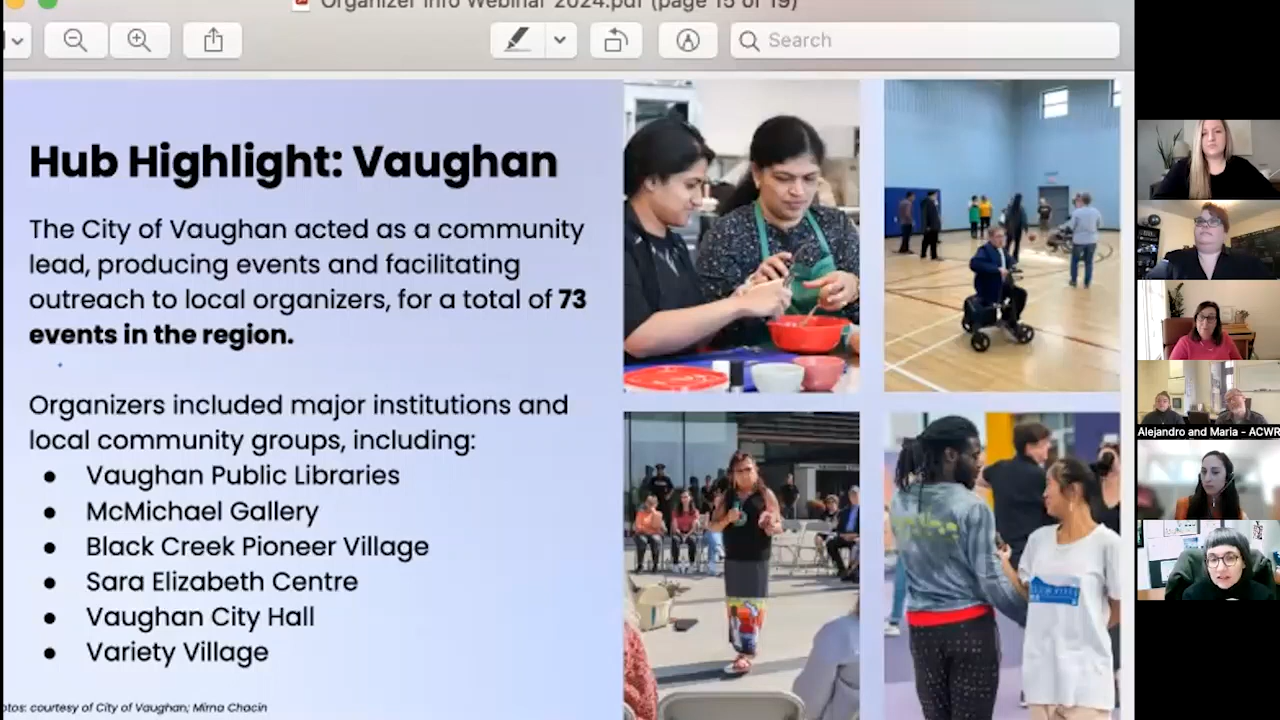 Organizer Info Webinar 2024.pdf (page 15 of 19)
Search
Hub Highlight: Vaughan
The City of Vaughan acted as a community
lead, producing events and facilitating
outreach to local organizers, for a total of 73
events in the region.
Organizers included major institutions and
local community groups, including:
● Vaughan Public Libraries
● McMichael Gallery
● Black Creek Pioneer Village
● Sara Elizabeth Centre
● Vaughan City Hall
● Variety Village
otos: courtesy of City of Vaughan; Mirna Chacin
Alejandro and Maria - ACWR